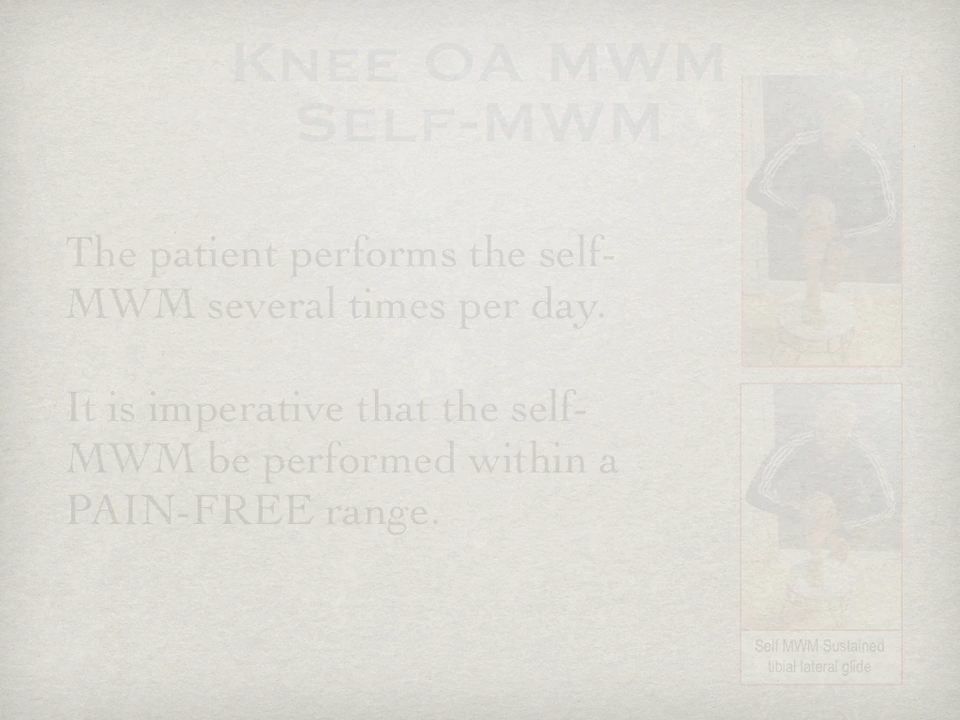 Knee OA MWM
Self-MWM
The patient performs the self-
MWM several times per day.
It is imperative that the self-
MWM be performed within a
PAIN-FREE range.
Self MWM Sustained
tibial lateral glide